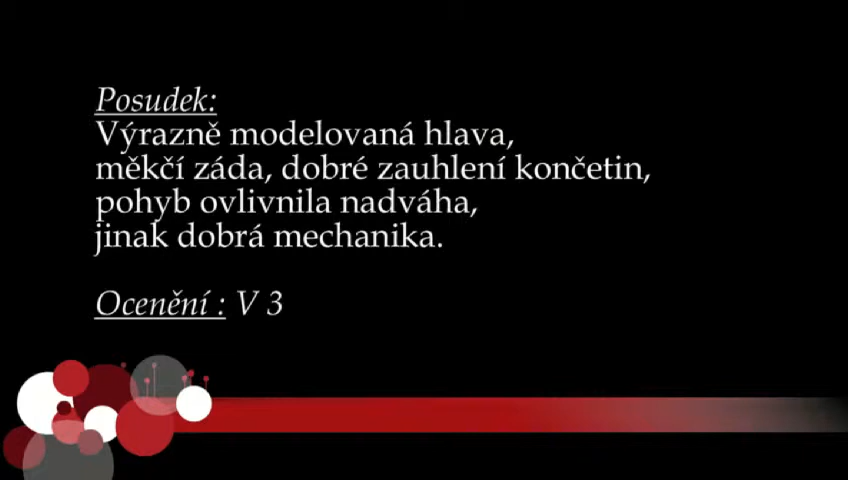 Posudek:
Výrazně modelovaná hlava,
měkčí záda, dobré zauhlení končetin,
pohyb ovlivnila nadváha,
jinak dobrá mechanika.
Ocenění : V 3